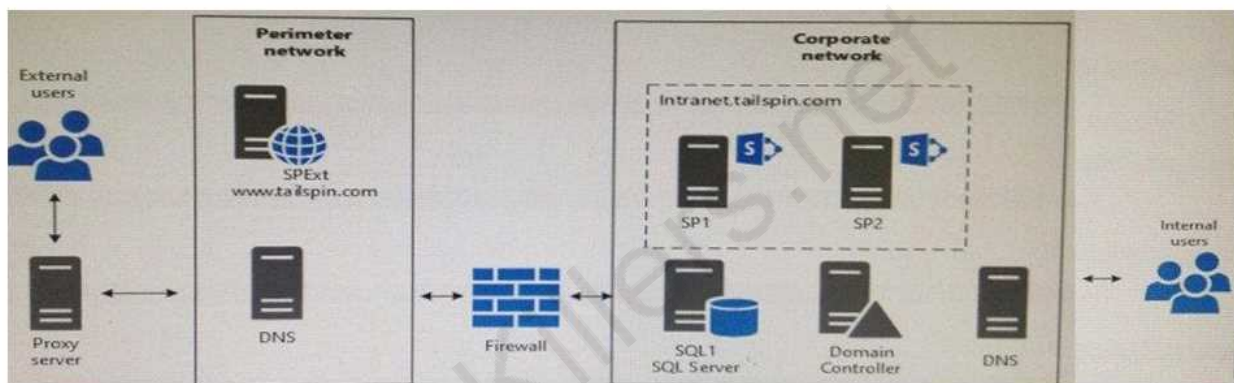 External
users
Proxy
server
Perimeter
network
SPExt
www.tailspin.com
DNS
Firewall
Corporate
network
Intranet.tailspin.com
S
SP1
S
SP2
SQL1
SQL Server
Domain
Controller
DNS
Internal
users